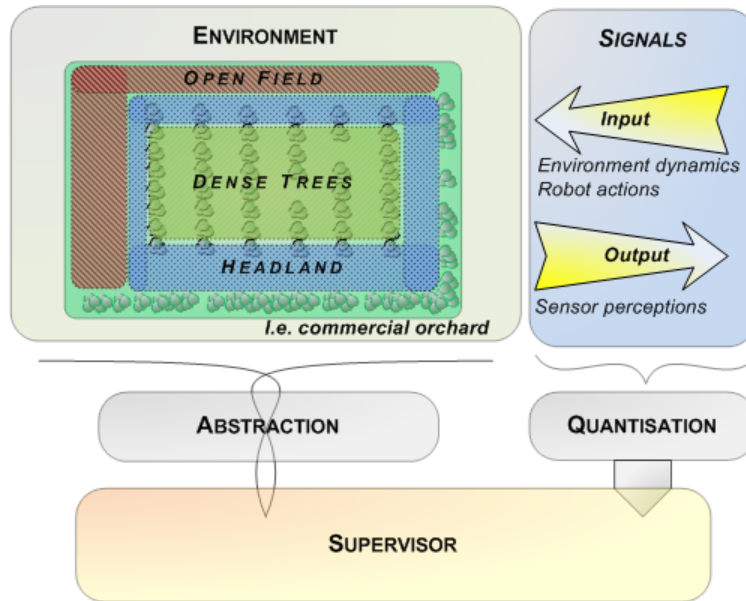 ENVIRONMENT
OPEN FIELD
DENSE TREES
HEADLAND
I.e. commercial orchard
SIGNALS
Input
Environment dynamics
Robot actions
Output
Sensor perceptions
ABSTRACTION
QUANTISATION
SUPERVISOR